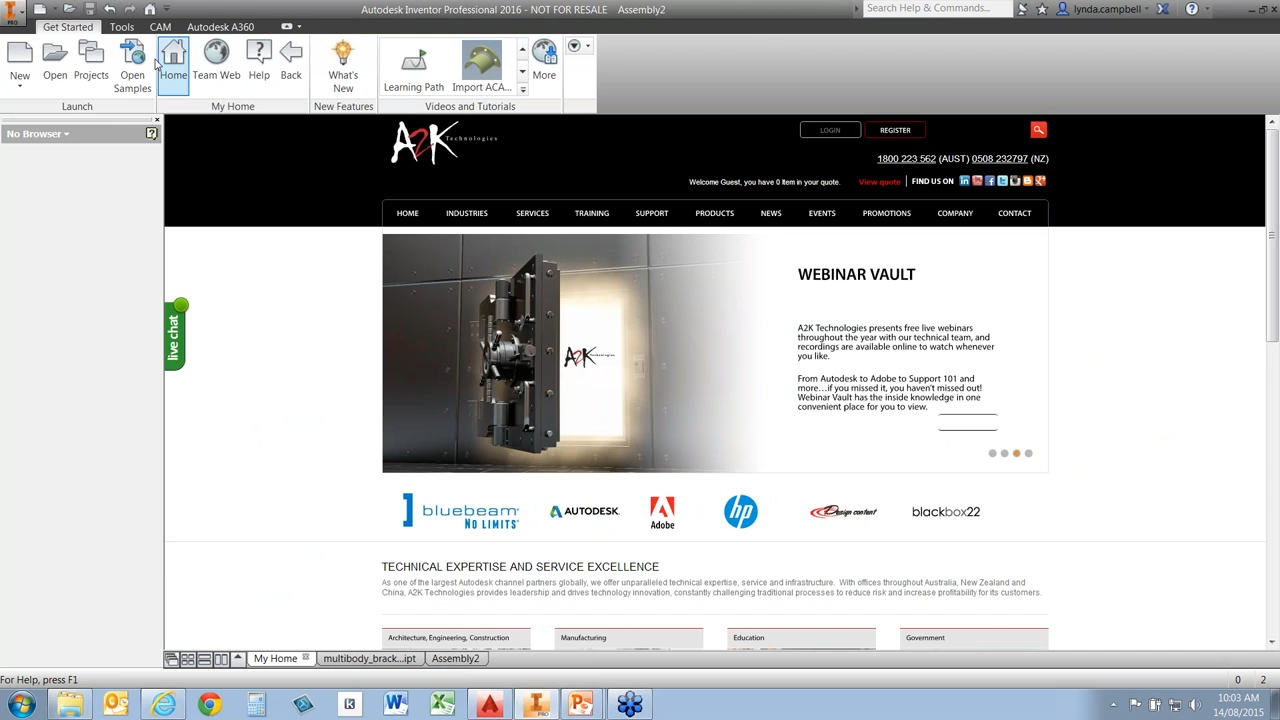 Autodesk Inventor Professional 2016 - NOT FOR RESALE Assembly2
Search Help & Commands...
lynda.campbell
PRO
Get Started Tools CAM Autodesk A360
New Open Projects Open Samples Home Team Web Help Back What's New Learning Path Import ACA... More
Launch My Home New Features Videos and Tutorials
No Browser
A2K Technologies
LOGIN REGISTER
1800 223 562 (AUST) 0508 232797 (NZ)
Welcome Guest, you have 0 item in your quote. View quote FIND US ON
HOME INDUSTRIES SERVICES TRAINING SUPPORT PRODUCTS NEWS EVENTS PROMOTIONS COMPANY CONTACT
live chat
A2K Technologies
WEBINAR VAULT
A2K Technologies presents free live webinars
throughout the year with our technical team, and
recordings are available online to watch whenever
you like.
From Autodesk to Adobe to Support 101 and
more...if you missed it, you haven't missed out!
Webinar Vault has the inside knowledge in one
convenient place for you to view.
bluebeam NO LIMITS AUTODESK. Adobe hp Design content blackbox22
TECHNICAL EXPERTISE AND SERVICE EXCELLENCE
As one of the largest Autodesk channel partners globally, we offer unparalleled technical expertise, service and infrastructure. With offices throughout Australia, New Zealand and
China, A2K Technologies provides leadership and drives technology innovation, constantly challenging traditional processes to reduce risk and increase profitability for its customers.
Architecture, Engineering, Construction Manufacturing Education Government
My Home multibody_brack...ipt Assembly2
For Help, press F1 0 2
10:03 AM
14/08/2015